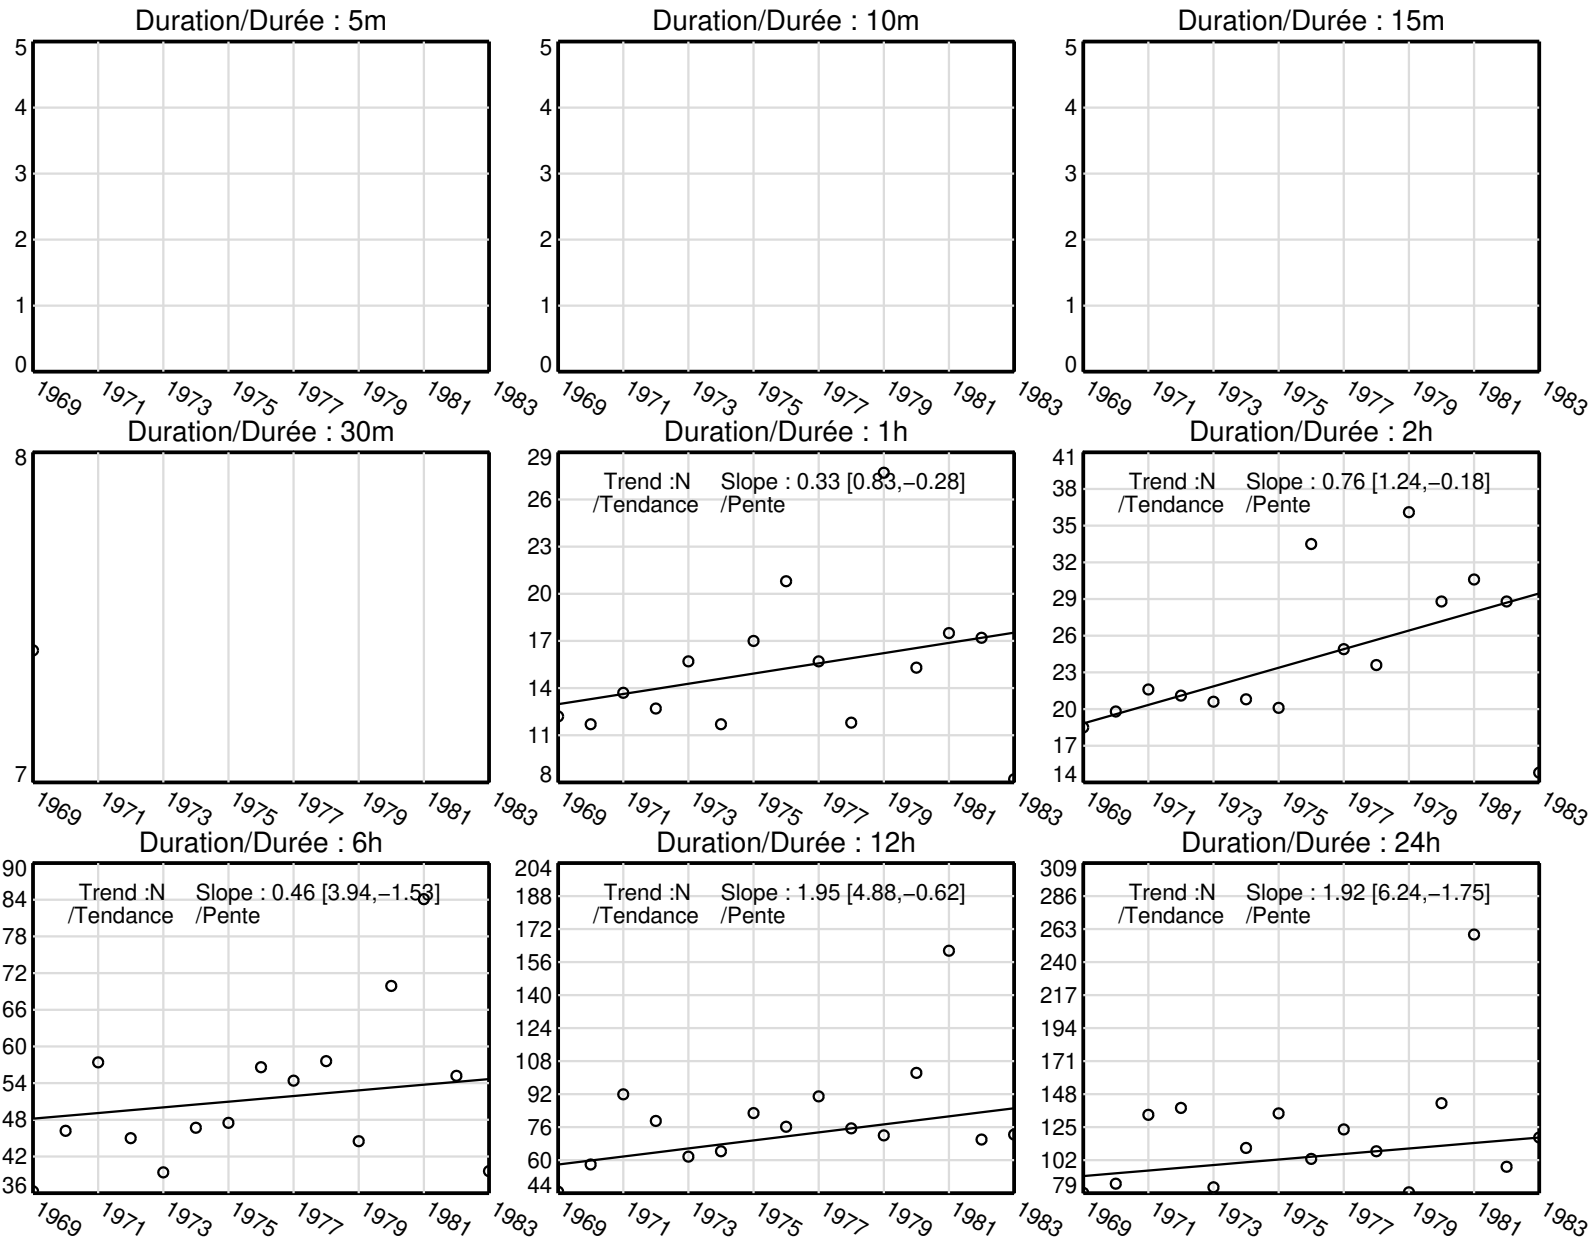 Duration/Durée : 5m
5
4
3
2
1
0
1969 1971 1973 1975 1977 1979 1981 1983
Duration/Durée : 10m
5
4
3
2
1
0
1969 1971 1973 1975 1977 1979 1981 1983
Duration/Durée : 15m
5
4
3
2
1
0
1969 1971 1973 1975 1977 1979 1981 1983
Duration/Durée : 30m
8
7
1969 1971 1973 1975 1977 1979 1981 1983
Duration/Durée : 1h
Trend :N Slope : 0.33 [0.83,−0.28]
/Tendance /Pente
29
26
23
20
17
14
11
8
1969 1971 1973 1975 1977 1979 1981 1983
Duration/Durée : 2h
Trend :N Slope : 0.76 [1.24,−0.18]
/Tendance /Pente
41
38
35
32
29
26
23
20
17
14
1969 1971 1973 1975 1977 1979 1981 1983
Duration/Durée : 6h
Trend :N Slope : 0.46 [3.94,−1.53]
/Tendance /Pente
90
84
78
72
66
60
54
48
42
36
1969 1971 1973 1975 1977 1979 1981 1983
Duration/Durée : 12h
Trend :N Slope : 1.95 [4.88,−0.62]
/Tendance /Pente
204
188
172
156
140
124
108
92
76
60
44
1969 1971 1973 1975 1977 1979 1981 1983
Duration/Durée : 24h
Trend :N Slope : 1.92 [6.24,−1.75]
/Tendance /Pente
309
286
263
240
217
194
171
148
125
102
79
1969 1971 1973 1975 1977 1979 1981 1983